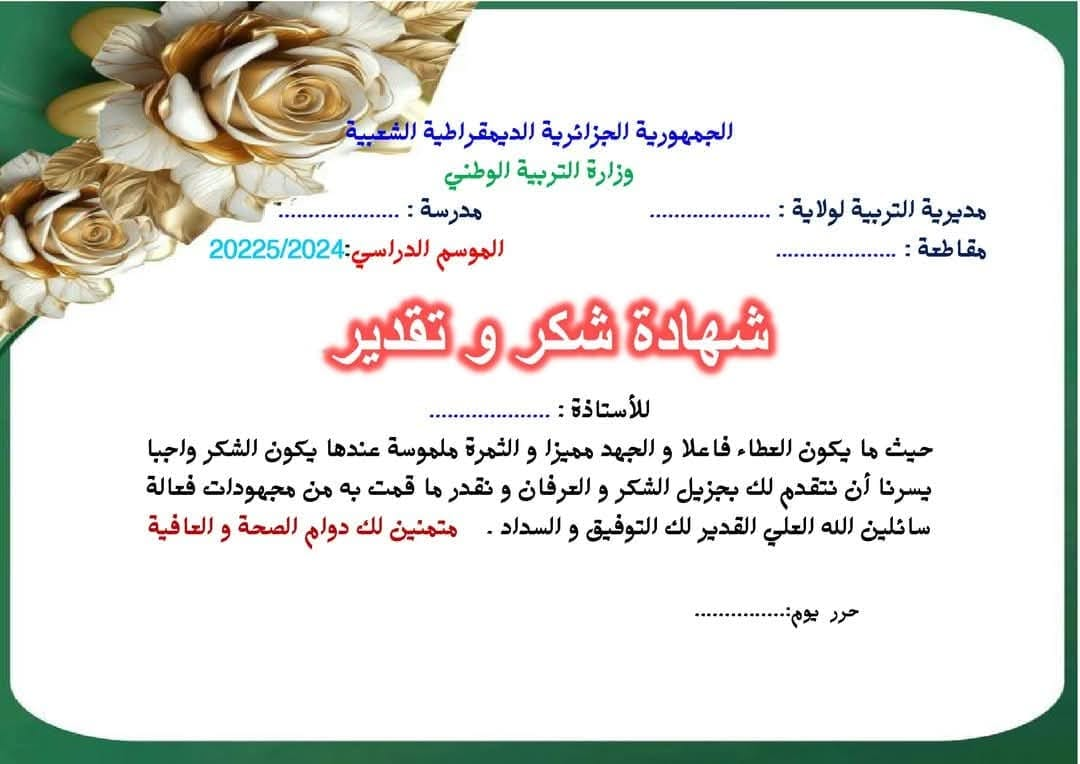 الجمهورية الجزائرية الديمقراطية الشعبية
وزارة التربية الوطني
مديرية التربية لولاية : .................... مدرسة : ....................
مقاطعة : .................... الموسم الدراسي:20225/2024
شهادة شكر و تقدير
للأستاذة : ....................
حيث ما يكون العطاء فاعلا و الجهد مميزا و الثمرة ملموسة عندها يكون الشكر واجبا
يسرنا أن نتقدم لك بجزيل الشكر و العرفان و نقدر ما قمت به من مجهودات فعالة
سائلين الله العلي القدير لك التوفيق و السداد . متمنين لك دوام الصحة و العافية
حرر يوم:...............